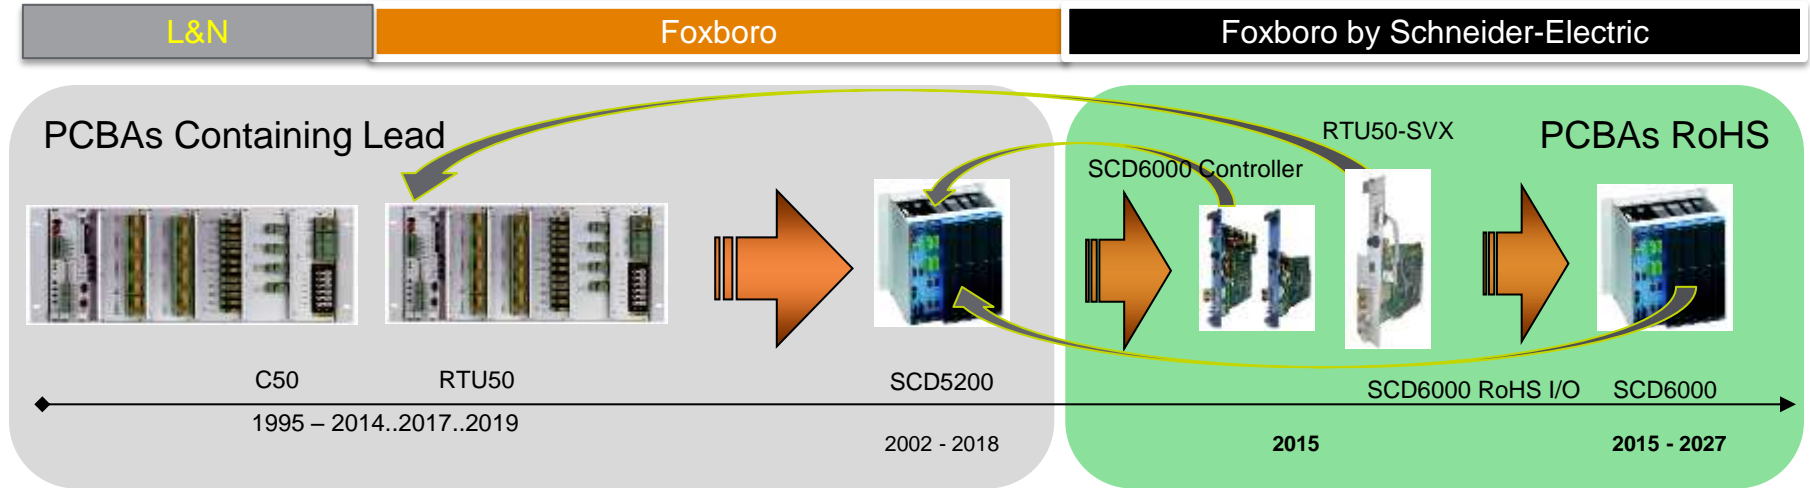 L&N
Foxboro
Foxboro by Schneider-Electric
PCBAs Containing Lead
RTU50-SVX
PCBAs RoHS
SCD6000 Controller
C50
RTU50
SCD5200
SCD6000 RoHS I/O
SCD6000
1995 – 2014..2017..2019
2002 - 2018
2015
2015 - 2027